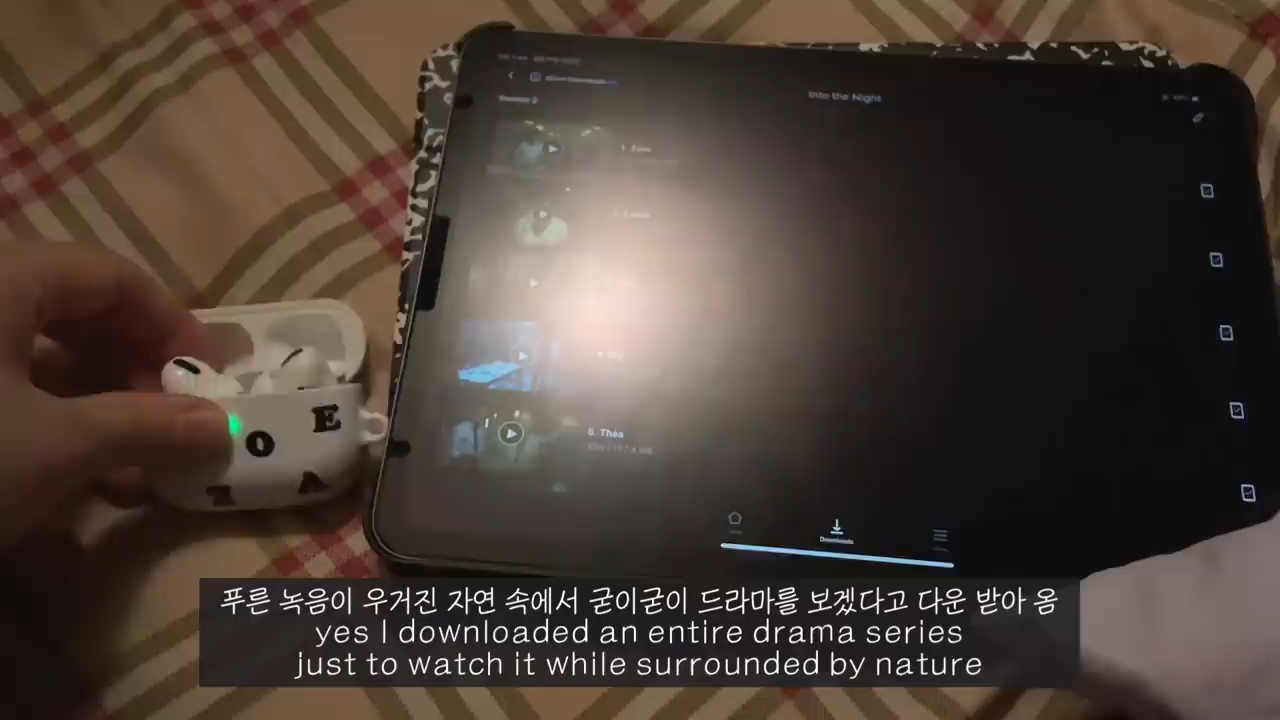 Into the Night
6. Théa
Downloads
E
O
푸른 녹음이 우거진 자연 속에서 굳이굳이 드라마를 보겠다고 다운 받아 옴
yes I downloaded an entire drama series
just to watch it while surrounded by nature